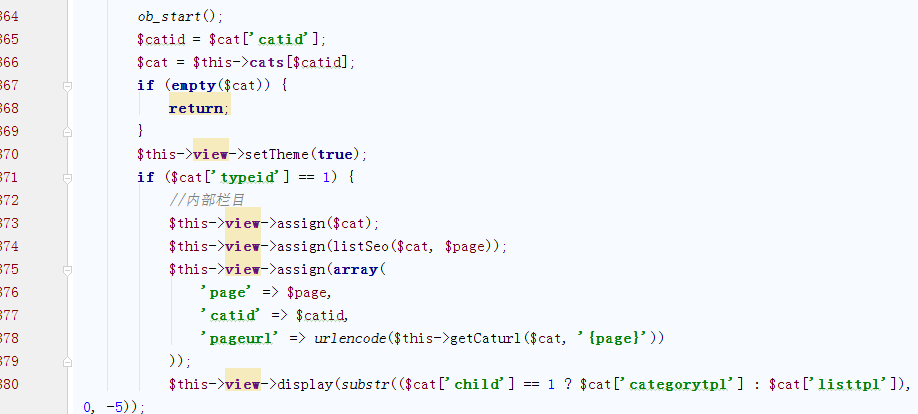 364 ob_start();
365 $catid = $cat['catid'];
366 $cat = $this->cats[$catid];
367 if (empty($cat)) {
368 return;
369 }
370 $this->view->setTheme(true);
371 if ($cat['typeid'] == 1) {
372 //内部栏目
373 $this->view->assign($cat);
374 $this->view->assign(listSeo($cat, $page));
375 $this->view->assign(array(
376 'page' => $page,
377 'catid' => $catid,
378 'pageurl' => urlencode($this->getCaturl($cat, '{page}'))
379 ));
380 $this->view->display(substr(($cat['child'] == 1 ? $cat['categorytpl'] : $cat['listtpl']),
0, -5));